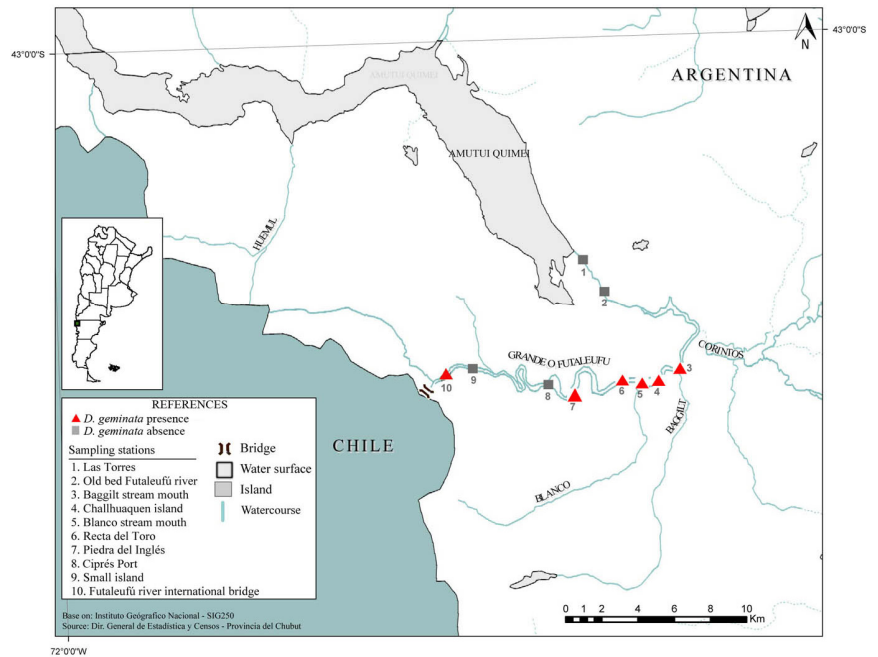 43°0'0"S
43°0'0"S
N
ARGENTINA
AMUTUI QUIMEI
AMUTUI QUIMEI
HUEMUL
1
2
CORINTOS
GRANDE O FUTALEUFU
3
4
5
6
7
8
9
10
BAGGILT
BLANCO
CHILE
REFERENCES
D. geminata presence
D. geminata absence
Sampling stations
1. Las Torres
2. Old bed Futaleufú river
3. Baggilt stream mouth
4. Challhuaquen island
5. Blanco stream mouth
6. Recta del Toro
7. Piedra del Inglés
8. Ciprés Port
9. Small island
10. Futaleufú river international bridge
Bridge
Water surface
Island
Watercourse
Base on: Instituto Geógrafico Nacional - SIG250
Source: Dir. General de Estadística y Censos - Provincia del Chubut
0 1 2 4 6 8 10
Km
72°0'0"W